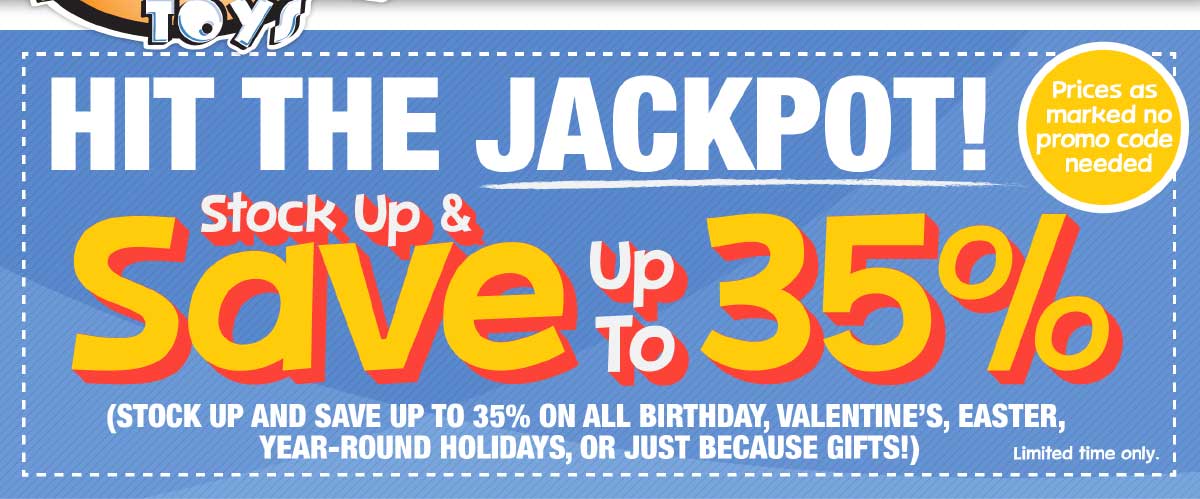 TOYS
HIT THE JACKPOT!
Prices as
marked no
promo code
needed
Stock Up &
Save Up To 35%
(STOCK UP AND SAVE UP TO 35% ON ALL BIRTHDAY, VALENTINE'S, EASTER,
YEAR-ROUND HOLIDAYS, OR JUST BECAUSE GIFTS!)
Limited time only.